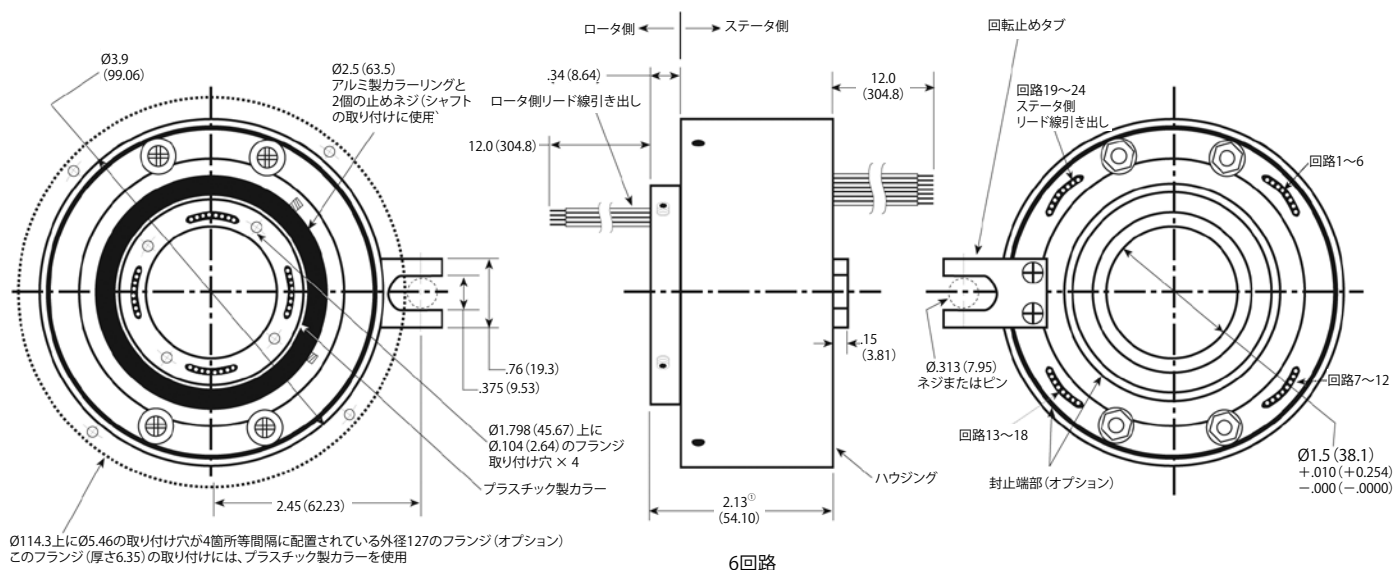 Ø3.9
(99.06)
Ø2.5(63.5)
アルミ製カラーリングと
2個の止めネジ(シャフト
の取り付けに使用`
.76(19.3)
.375(9.53)
Ø1.798(45.67)上に
Ø.104(2.64)のフランジ
取り付け穴 × 4
プラスチック製カラー
2.45(62.23)
Ø114.3上にØ5.46の取り付け穴が4箇所等間隔に配置されている外径127のフランジ(オプション)
このフランジ(厚さ6.35)の取り付けには、プラスチック製カラーを使用
ロータ側
ステータ側
.34(8.64)
ロータ側リード線引き出し
12.0(304.8)
12.0
(304.8)
.15
(3.81)
ハウジング
2.13①
(54.10)
6回路
回転止めタブ
回路19〜24
ステータ側
リード線引き出し
回路1〜6
Ø.313(7.95)
ネジまたはピン
回路7〜12
回路13〜18
封止端部(オプション)
Ø1.5(38.1)
+.010(+0.254)
−.000(−.0000)